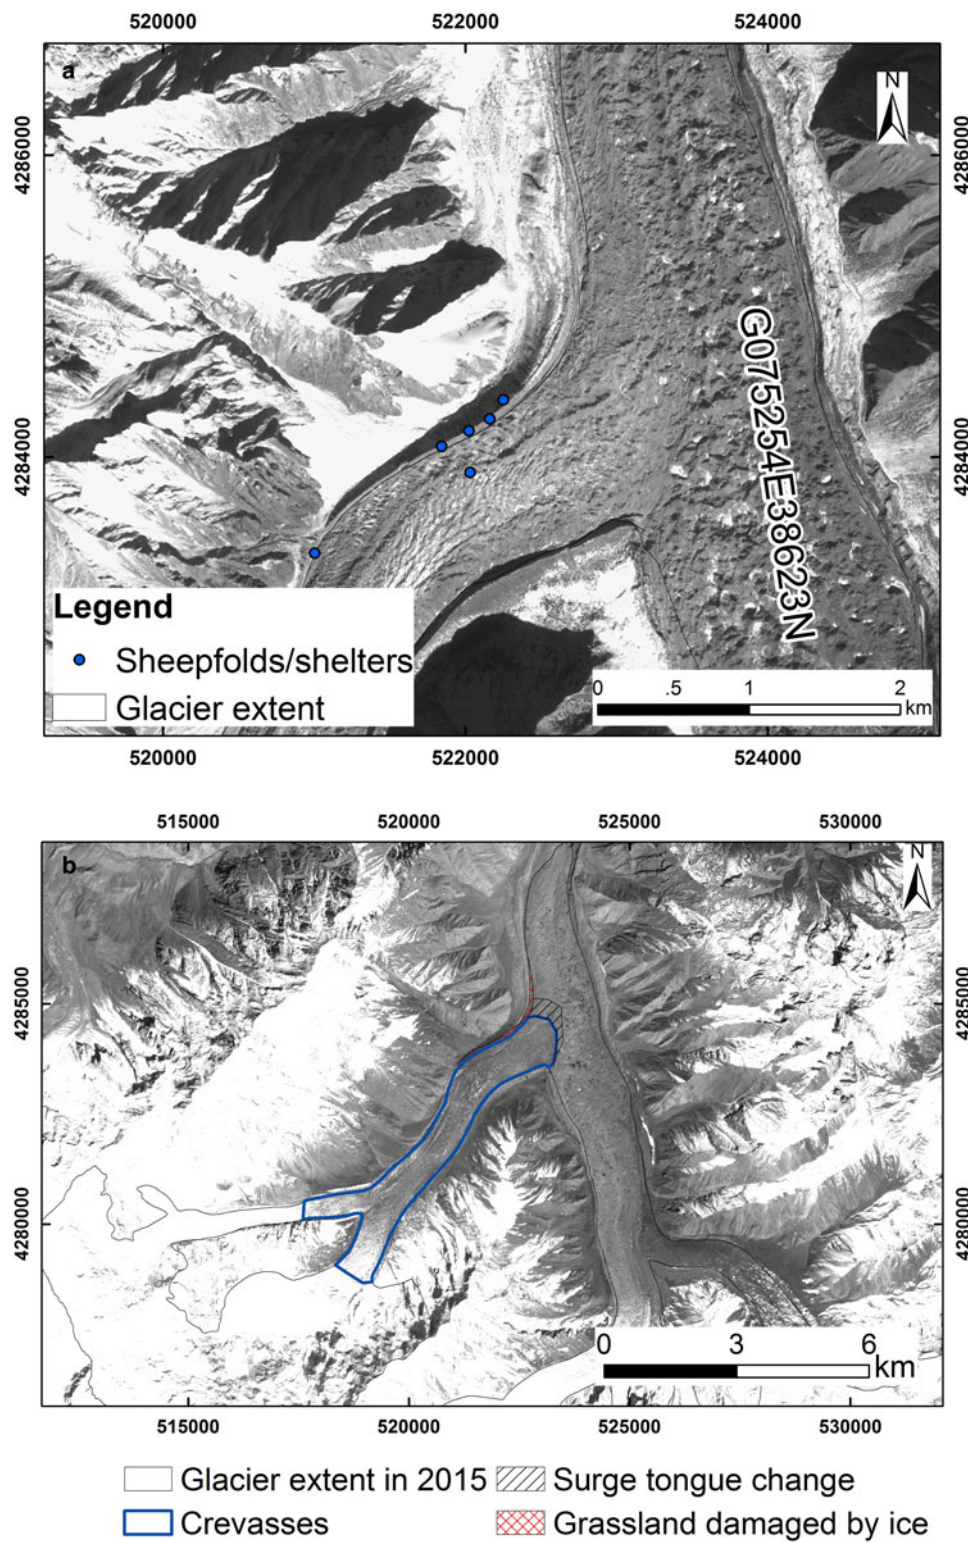 520000 522000 524000
a
N
4286000 4286000
G075254E38623N
4284000 4284000
Legend
Sheepfolds/shelters
Glacier extent
0 .5 1 2
km
520000 522000 524000
515000 520000 525000 530000
b
N
4285000 4285000
4280000 4280000
0 3 6
km
515000 520000 525000 530000
Glacier extent in 2015 Surge tongue change
Crevasses Grassland damaged by ice